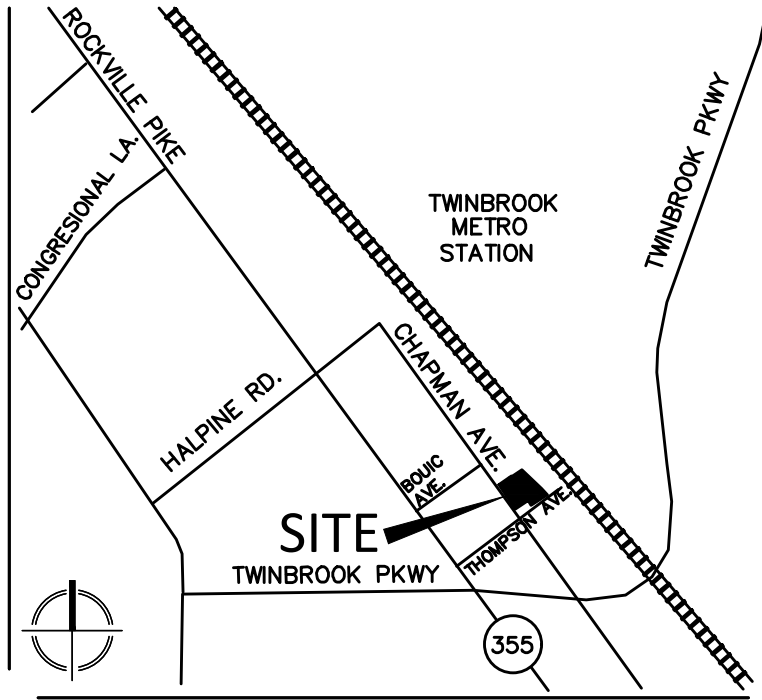 ROCKVILLE PIKE
CONGRESIONAL LA.
TWINBROOK PKWY
TWINBROOK
METRO
STATION
CHAPMAN AVE.
HALPINE RD.
BOUIC
AVE.
SITE
THOMPSON AVE.
TWINBROOK PKWY
355